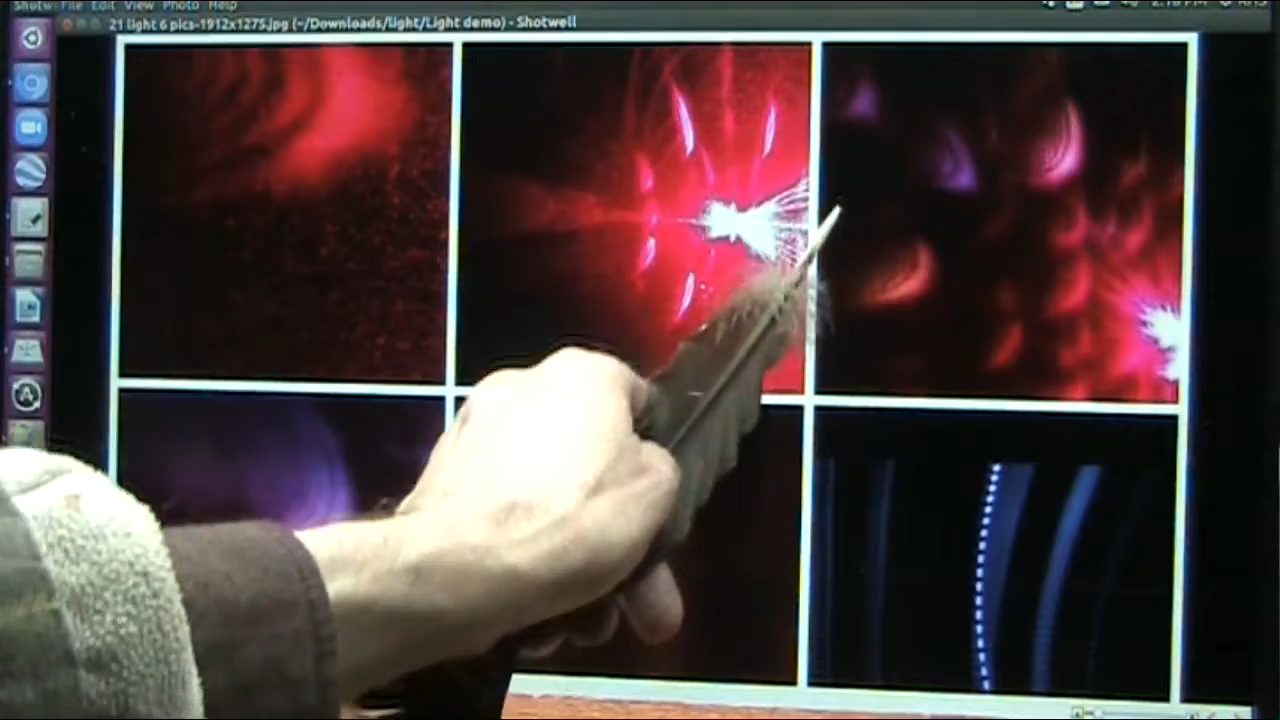 File Edit View Photo Help
21 light 6 pics-1912x1275.jpg (~/Downloads/light/Light demo) - Shotwell